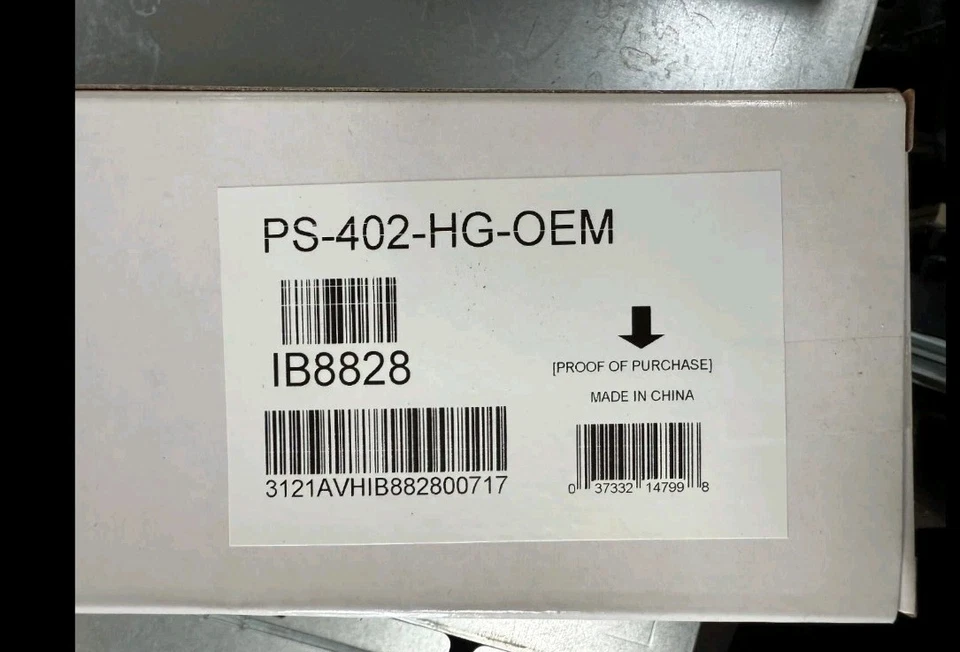 PS-402-HG-OEM
IB8828
3121AVHIB882800717
[PROOF OF PURCHASE]
MADE IN CHINA
0 37332 14799 8